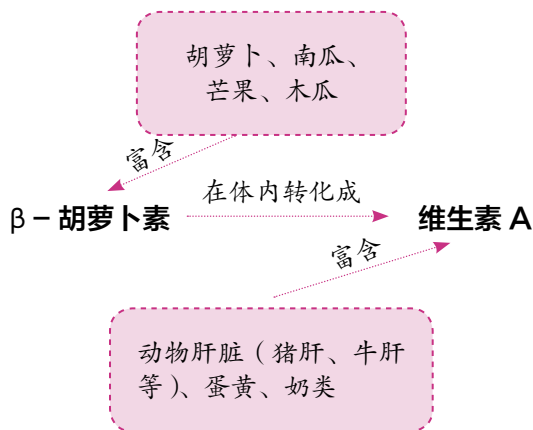 胡萝卜、南瓜、
芒果、木瓜
富含
在体内转化成
β－胡萝卜素
维生素 A
富含
动物肝脏（猪肝、牛肝
等）、蛋黄、奶类